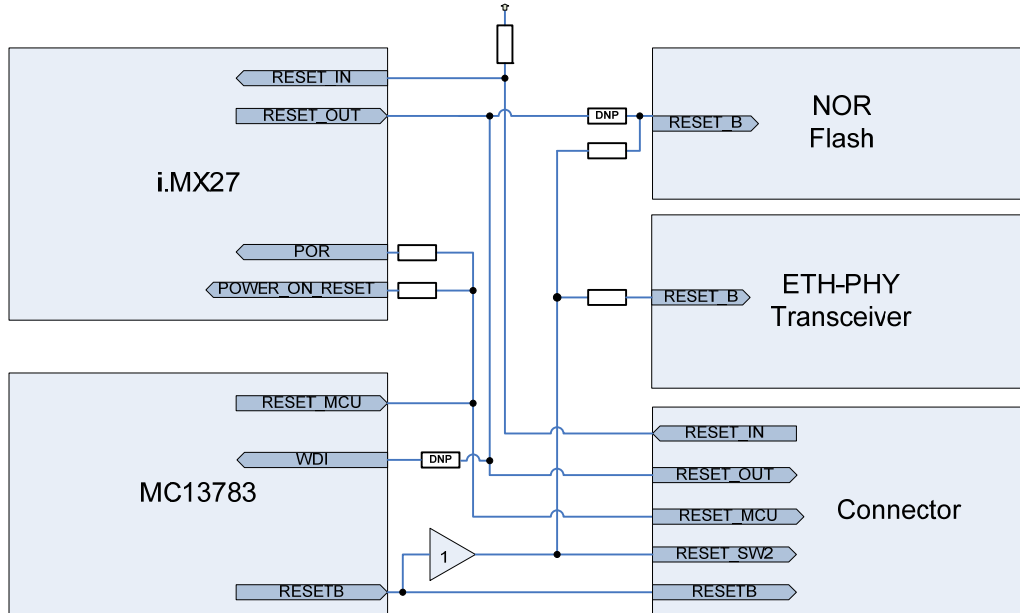 RESET_IN
RESET_OUT
i.MX27
POR
POWER_ON_RESET
DNP
RESET_B
NOR
Flash
RESET_B
ETH-PHY
Transceiver
RESET_MCU
WDI
DNP
MC13783
1
RESETB
RESET_IN
RESET_OUT
RESET_MCU
Connector
RESET_SW2
RESETB